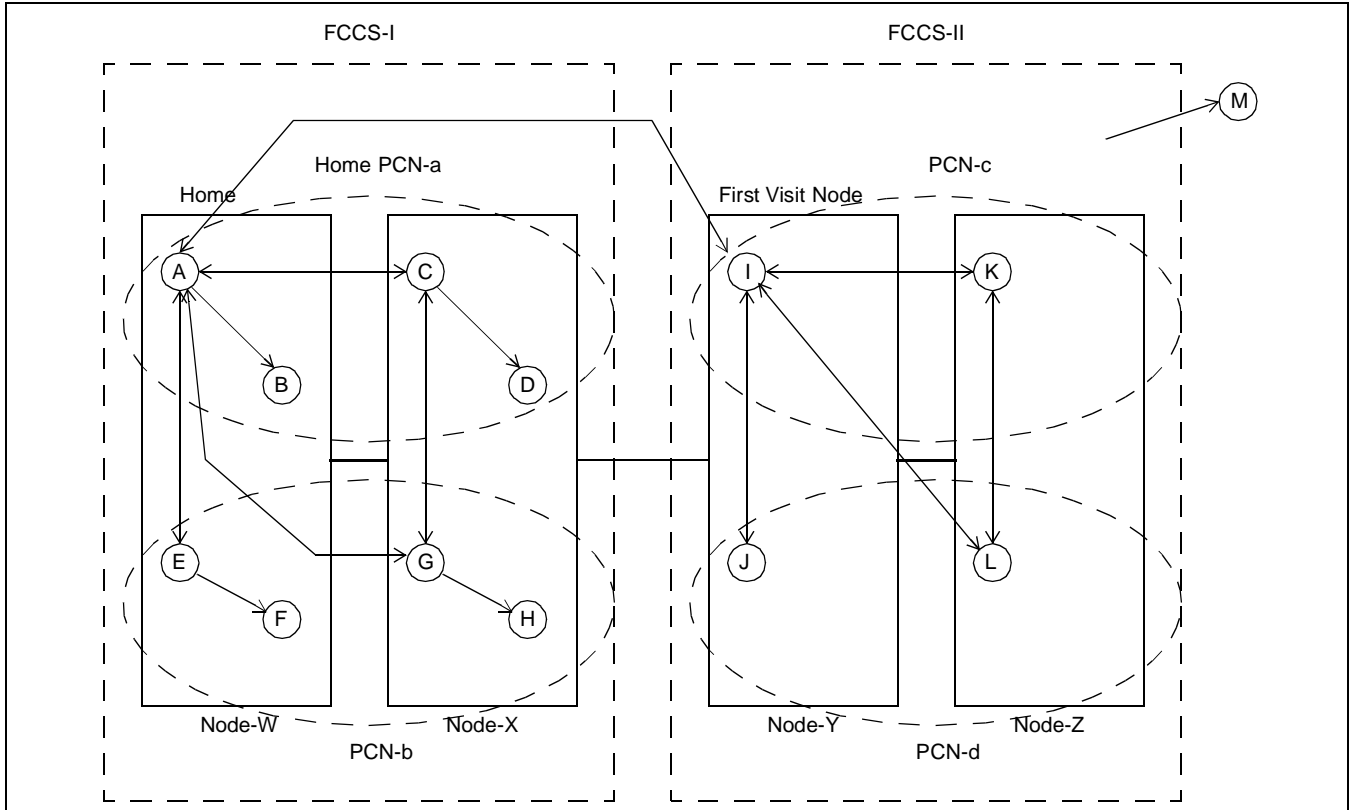 FCCS-I
FCCS-II
M
Home PCN-a
PCN-c
Home
First Visit Node
A
C
I
K
B
D
E
G
J
L
F
H
Node-W
Node-X
Node-Y
Node-Z
PCN-b
PCN-d